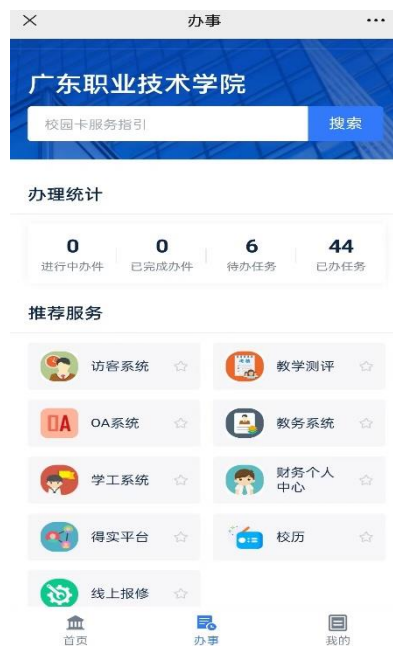 办事
广东职业技术学院
校园卡服务指引 搜索
办理统计
0 0 6 44
进行中办件 已完成办件 待办任务 已办任务
推荐服务
访客系统 教学测评
OA OA系统 教务系统
学工系统 财务个人中心
得实平台 校历
线上报修
首页 办事 我的